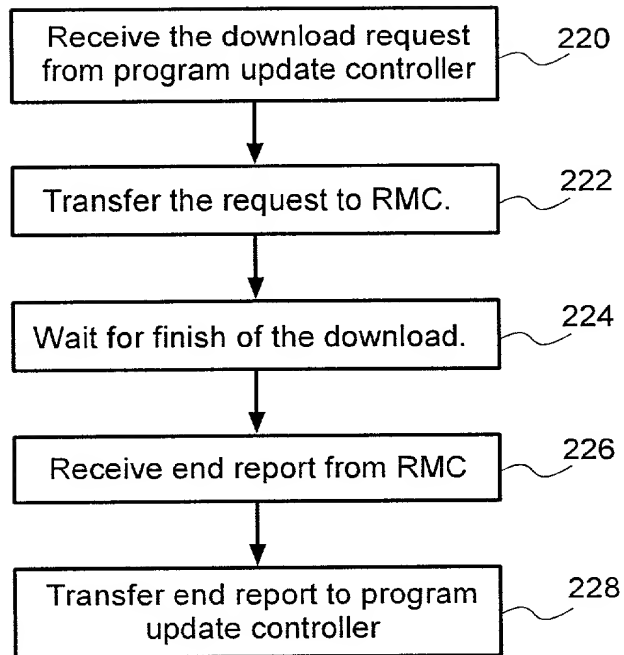 Receive the download request
from program update controller
220
Transfer the request to RMC.
222
Wait for finish of the download.
224
Receive end report from RMC
226
Transfer end report to program
update controller
228